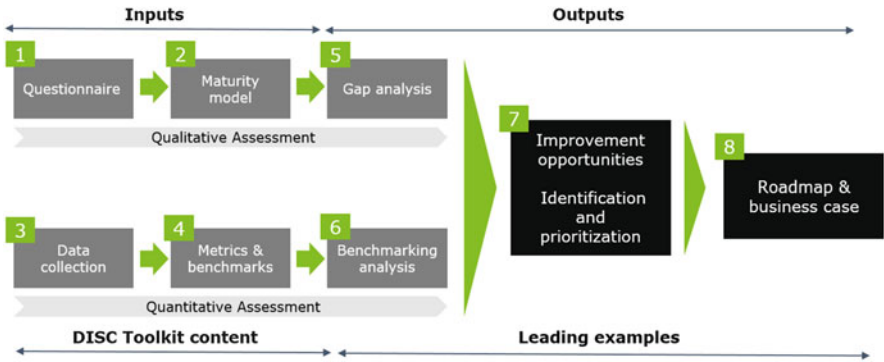 Inputs
Outputs
1
Questionnaire
2
Maturity
model
5
Gap analysis
Qualitative Assessment
7
Improvement
opportunities
Identification
and
prioritization
8
Roadmap &
business case
3
Data
collection
4
Metrics &
benchmarks
6
Benchmarking
analysis
Quantitative Assessment
DISC Toolkit content
Leading examples